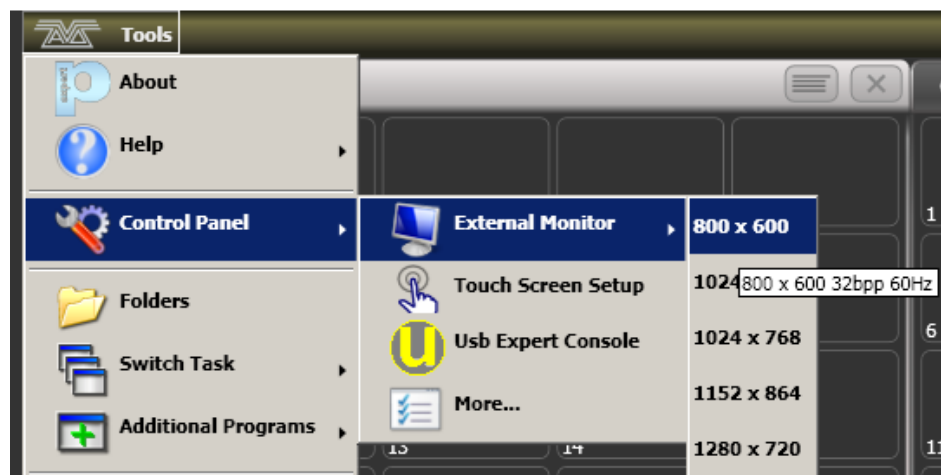 Tools
About
Help
Control Panel
External Monitor
800 x 600
1
Touch Screen Setup
1024
800 x 600 32bpp 60Hz
Folders
Usb Expert Console
1024 x 768
6
Switch Task
More...
1152 x 864
Additional Programs
13
14
1280 x 720